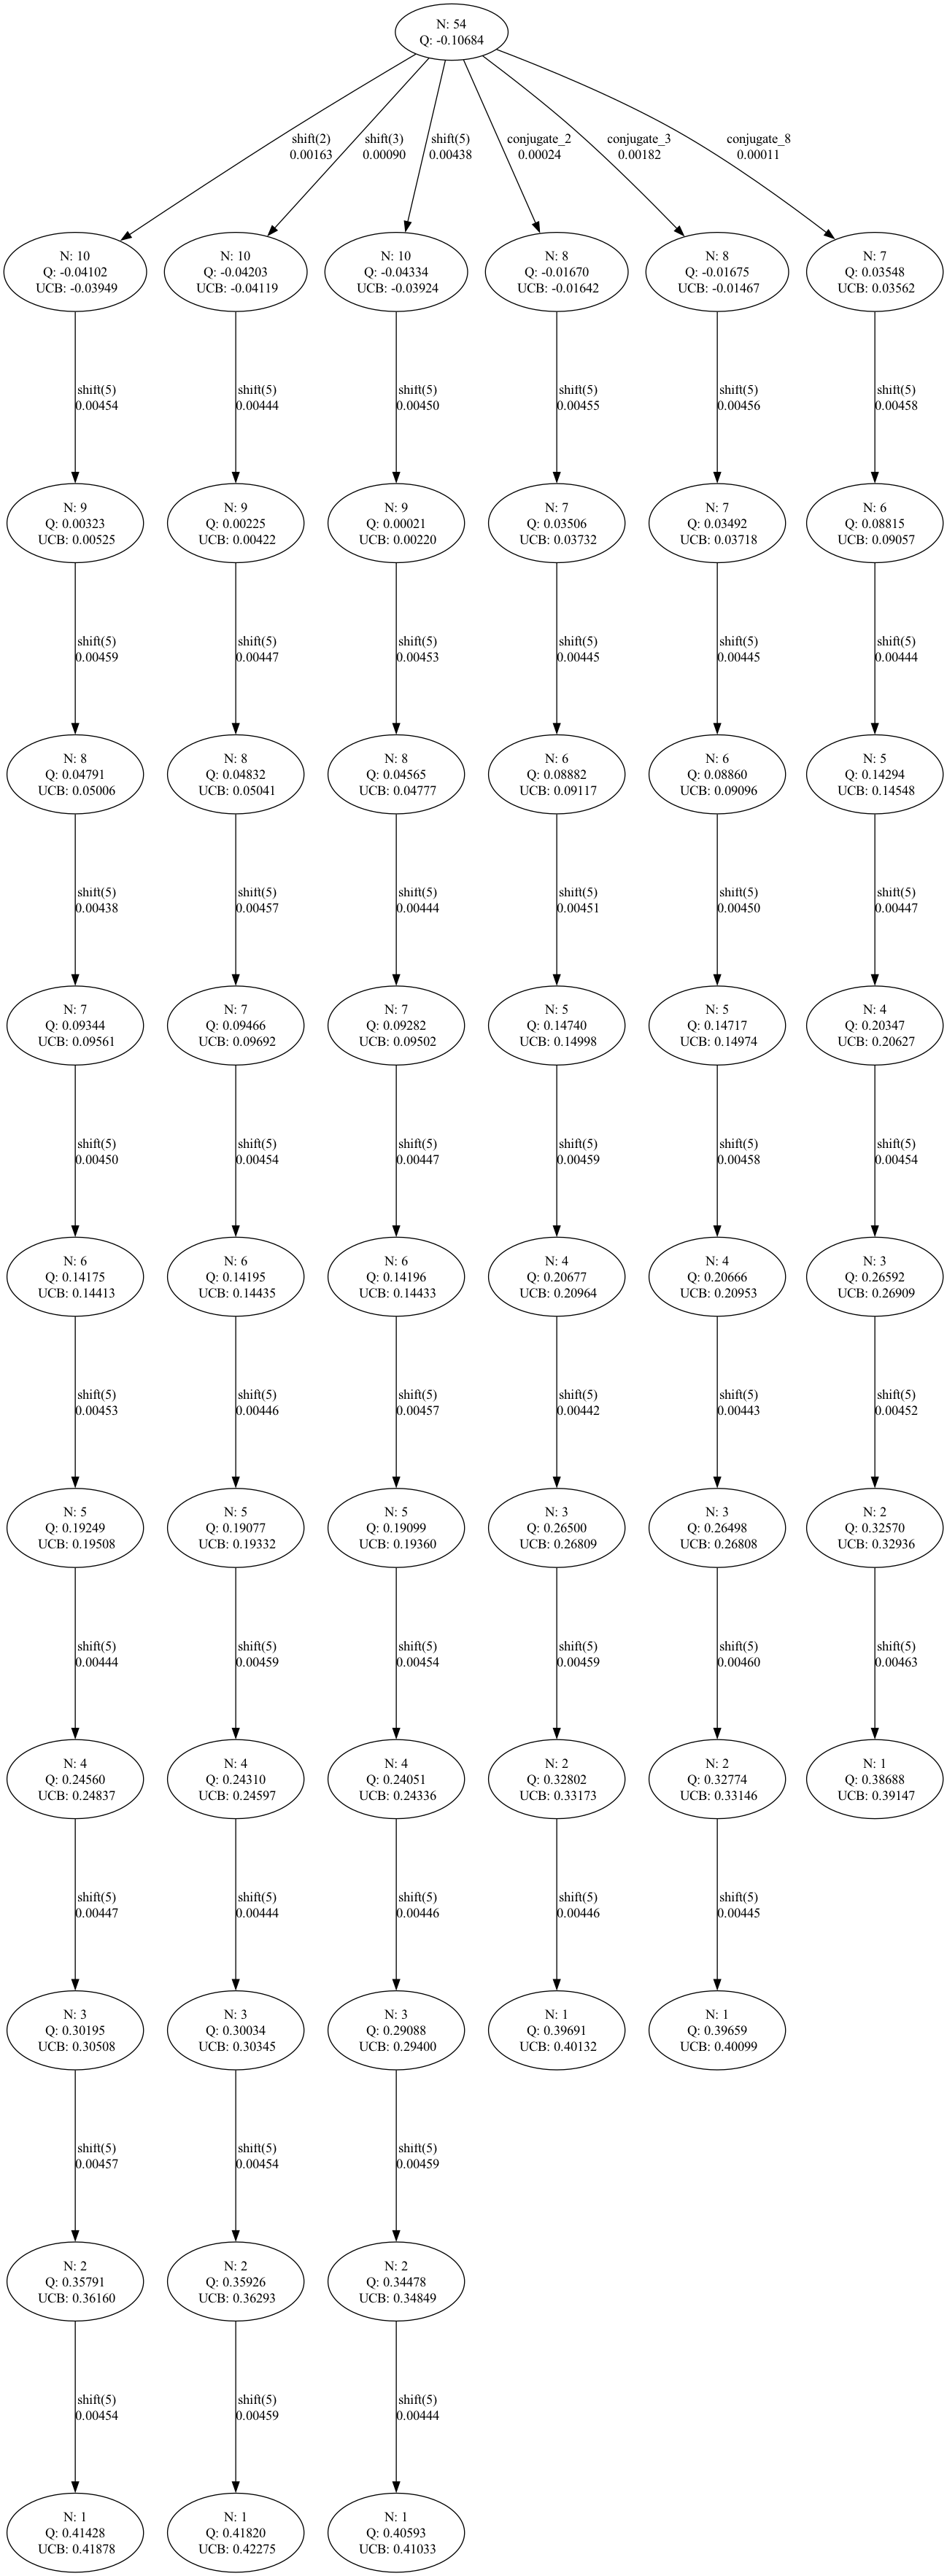 N: 54
Q: -0.10684
shift(2)
0.00163
shift(3)
0.00090
shift(5)
0.00438
conjugate_2
0.00024
conjugate_3
0.00182
conjugate_8
0.00011
N: 10
Q: -0.04102
UCB: -0.03949
N: 10
Q: -0.04203
UCB: -0.04119
N: 10
Q: -0.04334
UCB: -0.03924
N: 8
Q: -0.01670
UCB: -0.01642
N: 8
Q: -0.01675
UCB: -0.01467
N: 7
Q: 0.03548
UCB: 0.03562
shift(5)
0.00454
shift(5)
0.00444
shift(5)
0.00450
shift(5)
0.00455
shift(5)
0.00456
shift(5)
0.00458
N: 9
Q: 0.00323
UCB: 0.00525
N: 9
Q: 0.00225
UCB: 0.00422
N: 9
Q: 0.00021
UCB: 0.00220
N: 7
Q: 0.03506
UCB: 0.03732
N: 7
Q: 0.03492
UCB: 0.03718
N: 6
Q: 0.08815
UCB: 0.09057
shift(5)
0.00459
shift(5)
0.00447
shift(5)
0.00453
shift(5)
0.00445
shift(5)
0.00445
shift(5)
0.00444
N: 8
Q: 0.04791
UCB: 0.05006
N: 8
Q: 0.04832
UCB: 0.05041
N: 8
Q: 0.04565
UCB: 0.04777
N: 6
Q: 0.08882
UCB: 0.09117
N: 6
Q: 0.08860
UCB: 0.09096
N: 5
Q: 0.14294
UCB: 0.14548
shift(5)
0.00438
shift(5)
0.00457
shift(5)
0.00444
shift(5)
0.00451
shift(5)
0.00450
shift(5)
0.00447
N: 7
Q: 0.09344
UCB: 0.09561
N: 7
Q: 0.09466
UCB: 0.09692
N: 7
Q: 0.09282
UCB: 0.09502
N: 5
Q: 0.14740
UCB: 0.14998
N: 5
Q: 0.14717
UCB: 0.14974
N: 4
Q: 0.20347
UCB: 0.20627
shift(5)
0.00450
shift(5)
0.00454
shift(5)
0.00447
shift(5)
0.00459
shift(5)
0.00458
shift(5)
0.00454
N: 6
Q: 0.14175
UCB: 0.14413
N: 6
Q: 0.14195
UCB: 0.14435
N: 6
Q: 0.14196
UCB: 0.14433
N: 4
Q: 0.20677
UCB: 0.20964
N: 4
Q: 0.20666
UCB: 0.20953
N: 3
Q: 0.26592
UCB: 0.26909
shift(5)
0.00453
shift(5)
0.00446
shift(5)
0.00457
shift(5)
0.00442
shift(5)
0.00443
shift(5)
0.00452
N: 5
Q: 0.19249
UCB: 0.19508
N: 5
Q: 0.19077
UCB: 0.19332
N: 5
Q: 0.19099
UCB: 0.19360
N: 3
Q: 0.26500
UCB: 0.26809
N: 3
Q: 0.26498
UCB: 0.26808
N: 2
Q: 0.32570
UCB: 0.32936
shift(5)
0.00444
shift(5)
0.00459
shift(5)
0.00454
shift(5)
0.00459
shift(5)
0.00460
shift(5)
0.00463
N: 4
Q: 0.24560
UCB: 0.24837
N: 4
Q: 0.24310
UCB: 0.24597
N: 4
Q: 0.24051
UCB: 0.24336
N: 2
Q: 0.32802
UCB: 0.33173
N: 2
Q: 0.32774
UCB: 0.33146
N: 1
Q: 0.38688
UCB: 0.39147
shift(5)
0.00447
shift(5)
0.00444
shift(5)
0.00446
shift(5)
0.00446
shift(5)
0.00445
N: 3
Q: 0.30195
UCB: 0.30508
N: 3
Q: 0.30034
UCB: 0.30345
N: 3
Q: 0.29088
UCB: 0.29400
N: 1
Q: 0.39691
UCB: 0.40132
N: 1
Q: 0.39659
UCB: 0.40099
shift(5)
0.00457
shift(5)
0.00454
shift(5)
0.00459
N: 2
Q: 0.35791
UCB: 0.36160
N: 2
Q: 0.35926
UCB: 0.36293
N: 2
Q: 0.34478
UCB: 0.34849
shift(5)
0.00454
shift(5)
0.00459
shift(5)
0.00444
N: 1
Q: 0.41428
UCB: 0.41878
N: 1
Q: 0.41820
UCB: 0.42275
N: 1
Q: 0.40593
UCB: 0.41033